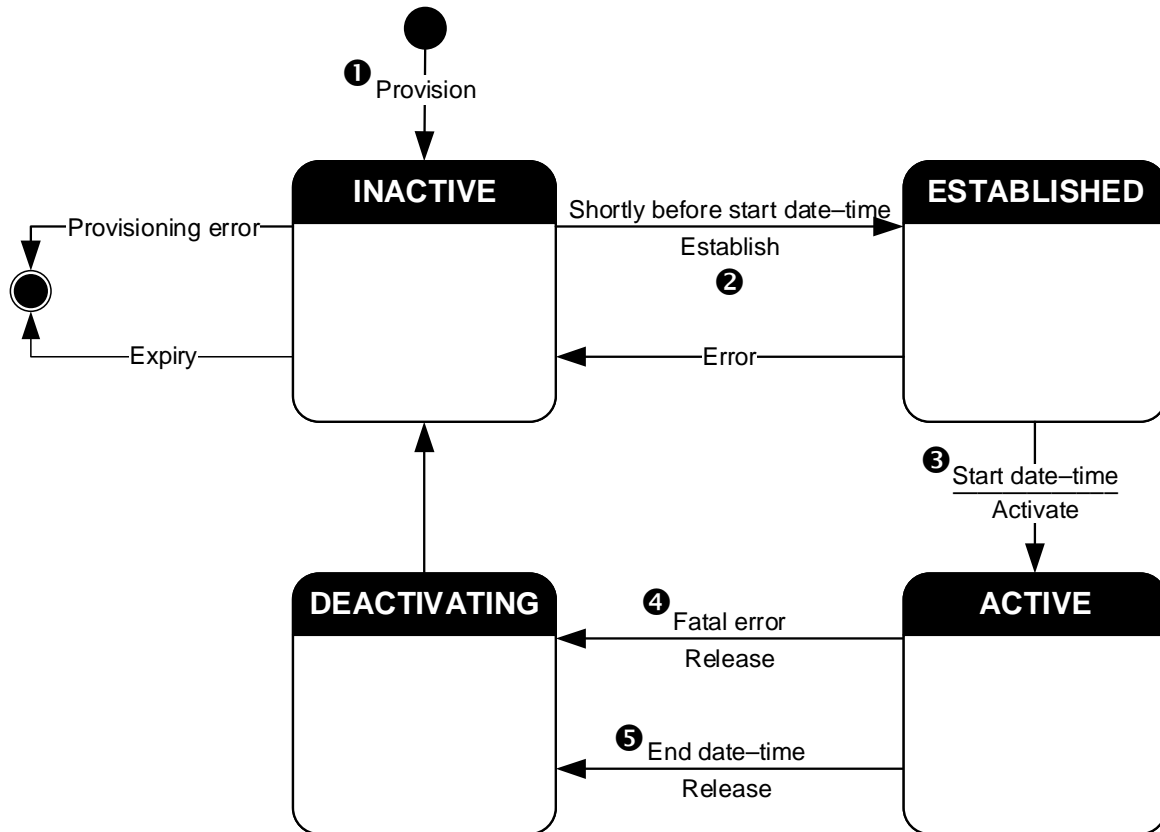 ❶ Provision
INACTIVE
ESTABLISHED
Provisioning error
Shortly before start date–time
Establish
❷
Expiry
Error
❸ Start date–time
Activate
DEACTIVATING
ACTIVE
❹ Fatal error
Release
❺ End date–time
Release